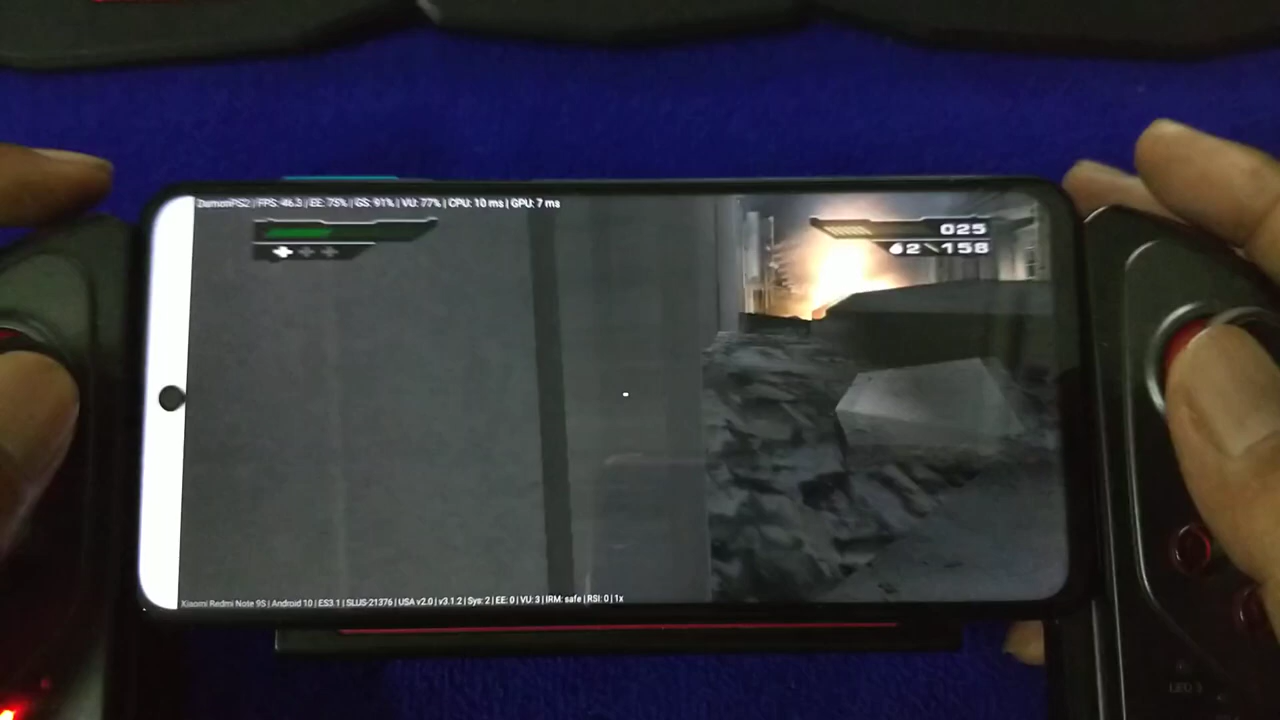 DamonPS2 | FPS: 46.3 | EE: 75% | GS: 91% | VU: 77% | CPU: 10 ms | GPU: 7 ms
025
62\158
Xiaomi Redmi Note 9S | Android 10 | ES3.1 | SLUS-21376 | USA v2.0 | v3.1.2 | Sys: 2 | EE: 0 | VU: 3 | IRM: safe | RSI: 0 | 1x
LED 3